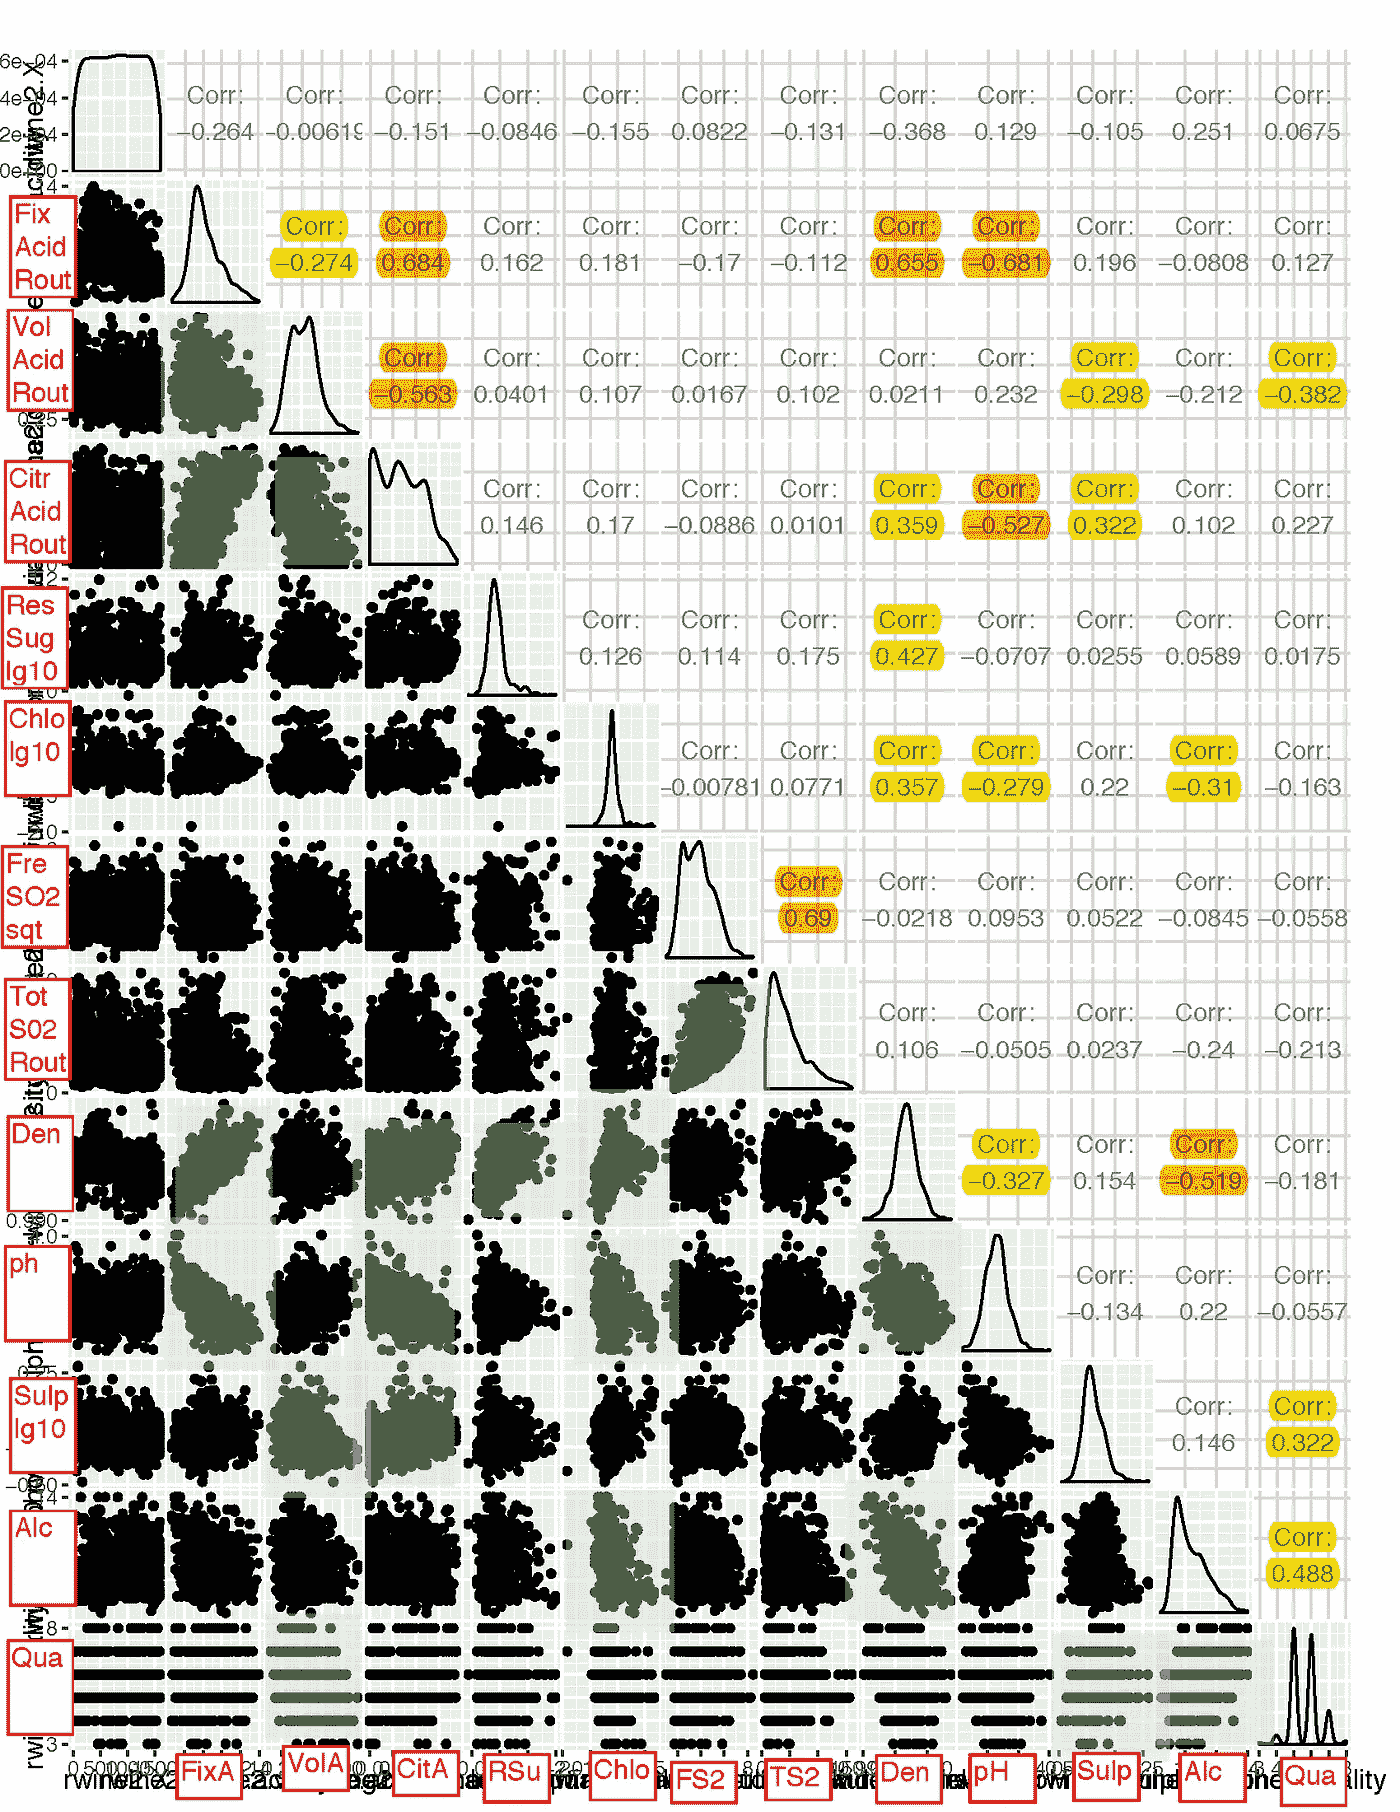 6e−04
Corr: Corr: Corr: Corr: Corr: Corr: Corr: Corr: Corr: Corr: Corr: Corr:
−0.264 −0.00619 −0.151 −0.0846 −0.155 0.0822 −0.131 −0.368 0.129 −0.105 0.251 0.0675
Fix
Acid
Rout
Corr: Corr: Corr: Corr: Corr: Corr: Corr: Corr: Corr: Corr: Corr:
−0.274 0.684 0.162 0.181 −0.17 −0.112 0.655 −0.681 0.196 −0.0808 0.127
Vol
Acid
Rout
Corr: Corr: Corr: Corr: Corr: Corr: Corr: Corr: Corr: Corr:
−0.563 0.0401 0.107 0.0167 0.102 0.0211 0.232 −0.298 −0.212 −0.382
Citr
Acid
Rout
Corr: Corr: Corr: Corr: Corr: Corr: Corr: Corr: Corr:
0.146 0.17 −0.0886 0.0101 0.359 −0.527 0.322 0.102 0.227
Res
Sug
lg10
Corr: Corr: Corr: Corr: Corr: Corr: Corr: Corr:
0.126 0.114 0.175 0.427 −0.0707 0.0255 0.0589 0.0175
Chlo
lg10
Corr: Corr: Corr: Corr: Corr: Corr: Corr:
−0.00781 0.0771 0.357 −0.279 0.22 −0.31 −0.163
Fre
SO2
sqt
Corr: Corr: Corr: Corr: Corr: Corr:
0.69 −0.0218 0.0953 0.0522 −0.0845 −0.0558
Tot
S02
Rout
Corr: Corr: Corr: Corr: Corr:
0.106 −0.0505 0.0237 −0.24 −0.213
Den
Corr: Corr: Corr: Corr:
−0.327 0.154 −0.519 −0.181
ph
Corr: Corr: Corr:
−0.134 0.22 −0.0557
Sulp
lg10
Corr: Corr:
0.146 0.322
Alc
Corr:
0.488
8
Qua
3
FixA VolA CitA RSu Chlo FS2 TS2 Den pH Sulp Alc Qua